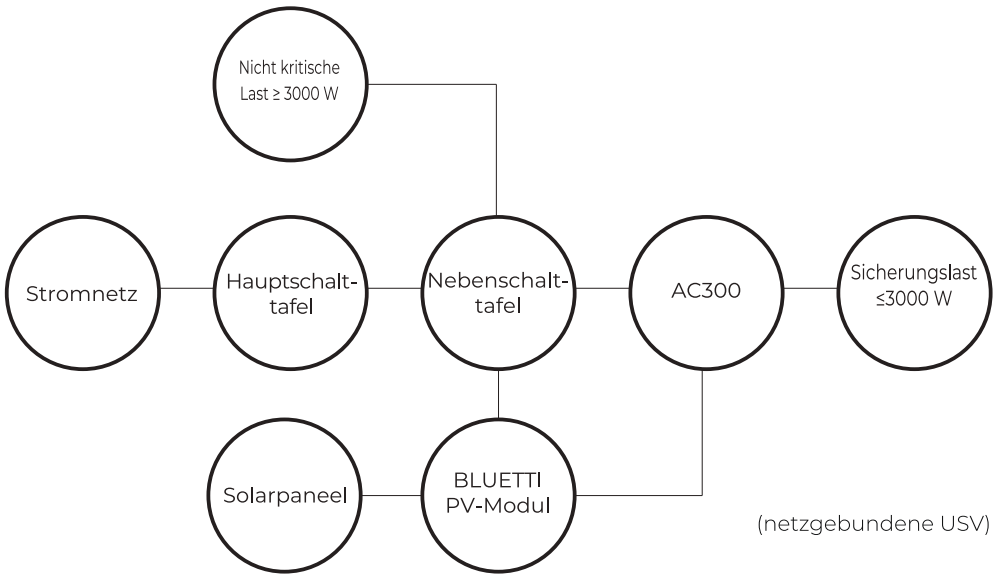 Nicht kritische
Last ≥ 3000 W
Stromnetz
Hauptschalt-
tafel
Nebenschalt-
tafel
AC300
Sicherungslast
≤3000 W
Solarpaneel
BLUETTI
PV-Modul
(netzgebundene USV)